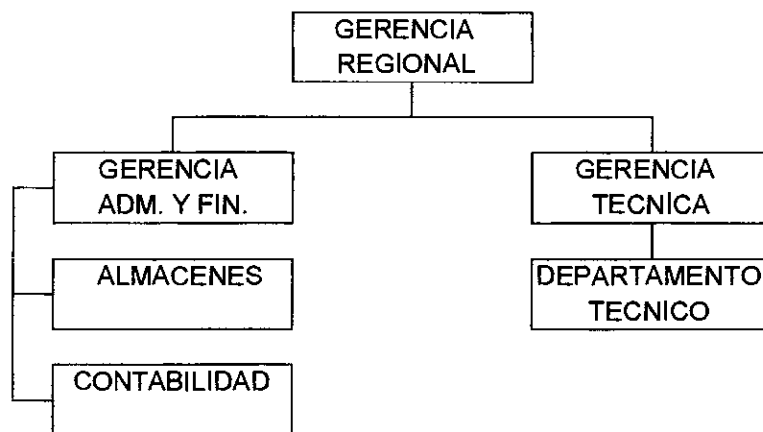 GERENCIA
REGIONAL
GERENCIA
ADM. Y FIN.
GERENCIA
TECNÍCA
ALMACENES
DEPARTAMENTO
TECNICO
CONTABILIDAD